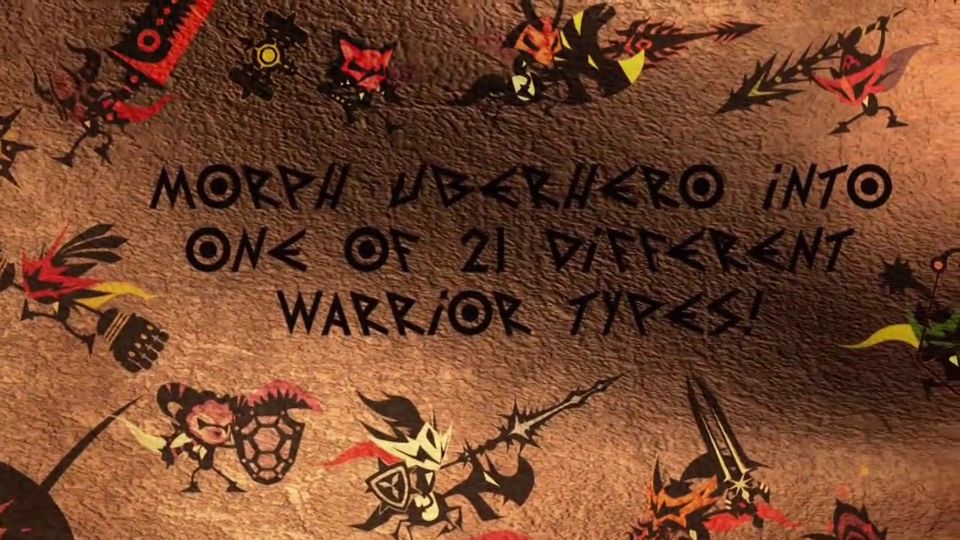 MORPH UBERHERO iNTO
ONE OF 21 DiFFERENT
WARRiOR TYPES!